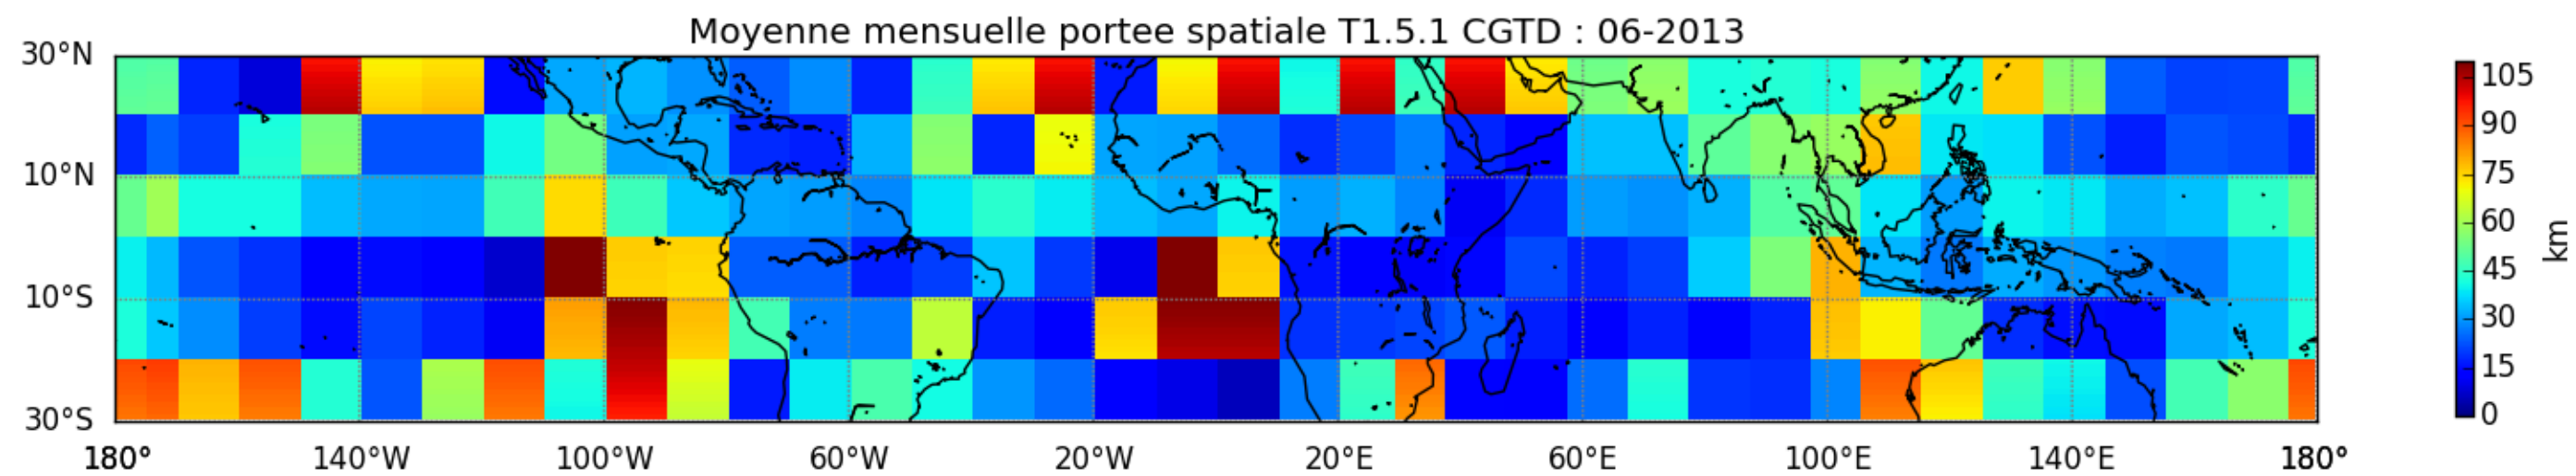 Moyenne mensuelle portee spatiale T1.5.1 CGTD : 06-2013
30°N
10°N
10°S
30°S
180° 140°W 100°W 60°W 20°W 20°E 60°E 100°E 140°E 180°
105
90
75
60
45
30
15
0
km